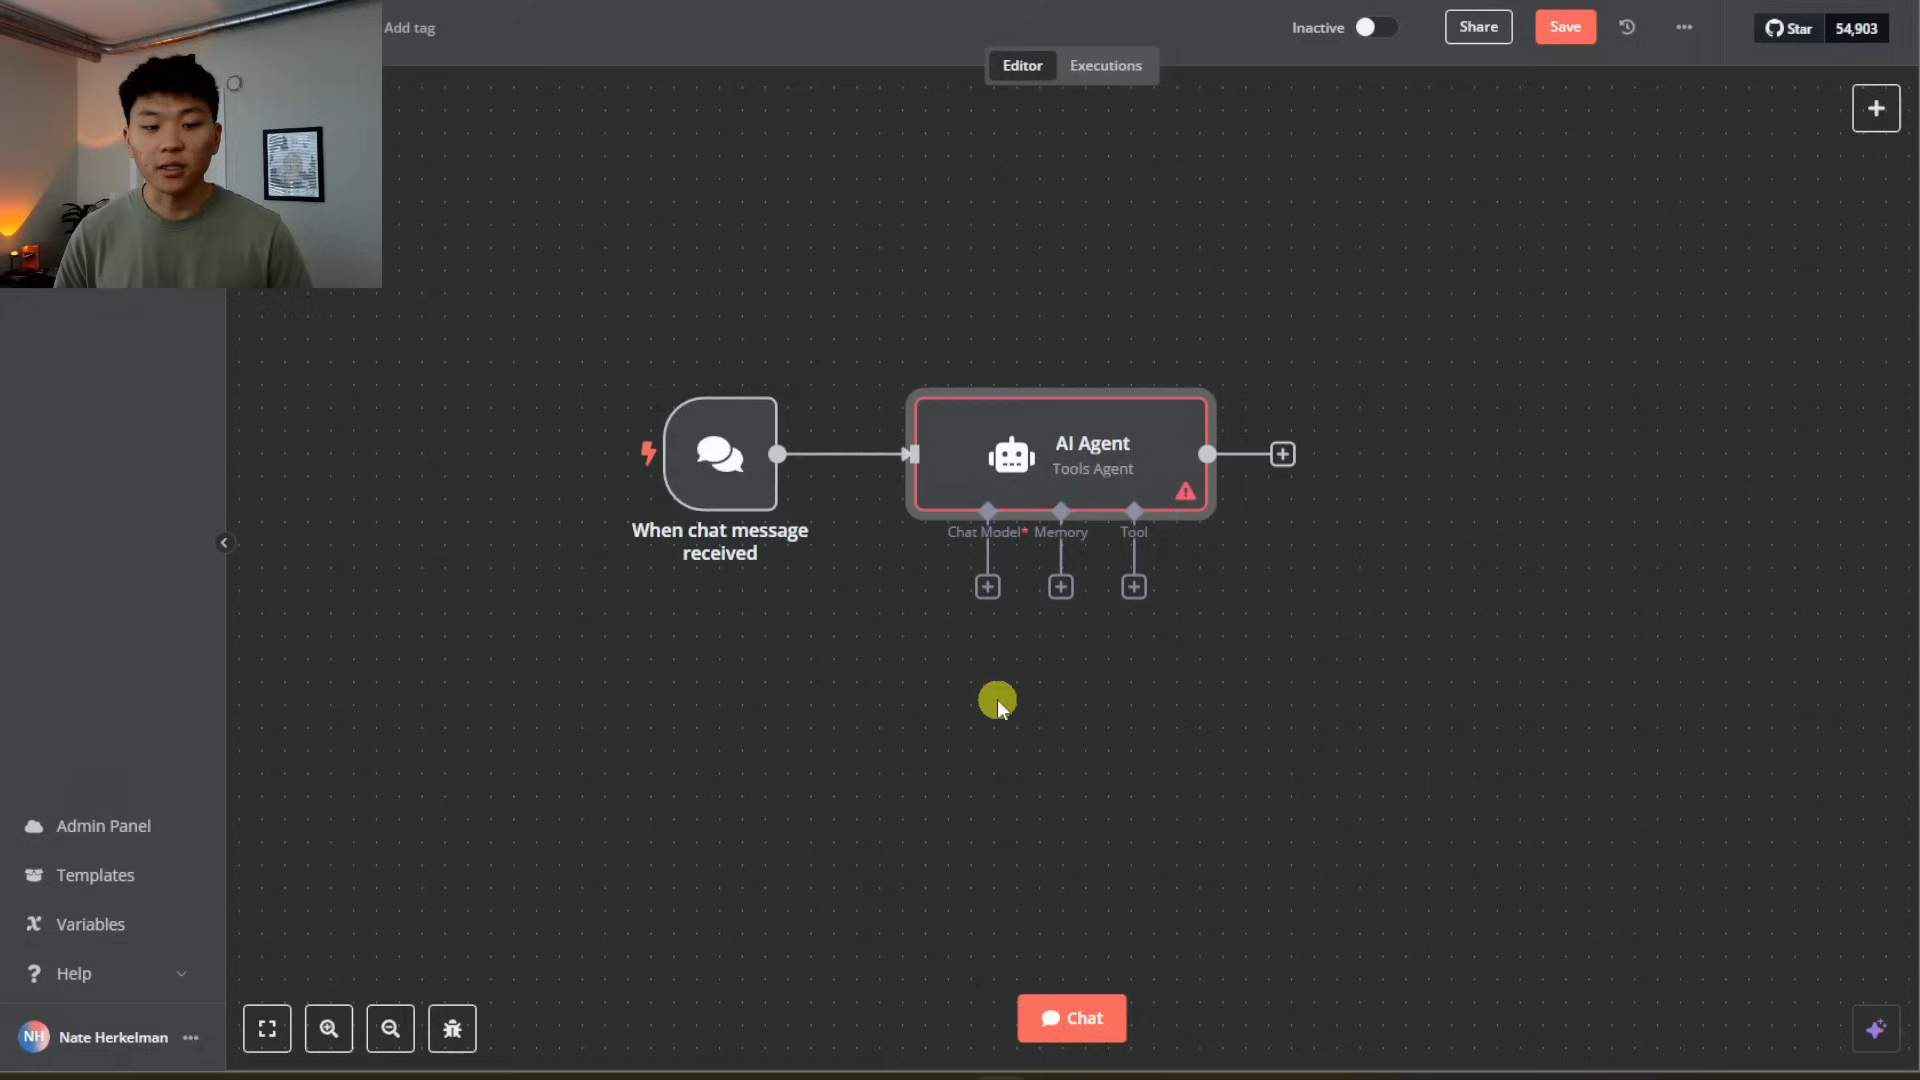 Add tag
Inactive
Share
Save
Star
54,903
Editor
Executions
AI Agent
Tools Agent
When chat message
received
Chat Model*
Memory
Tool
Admin Panel
Templates
Variables
Help
NH
Nate Herkelman
Chat